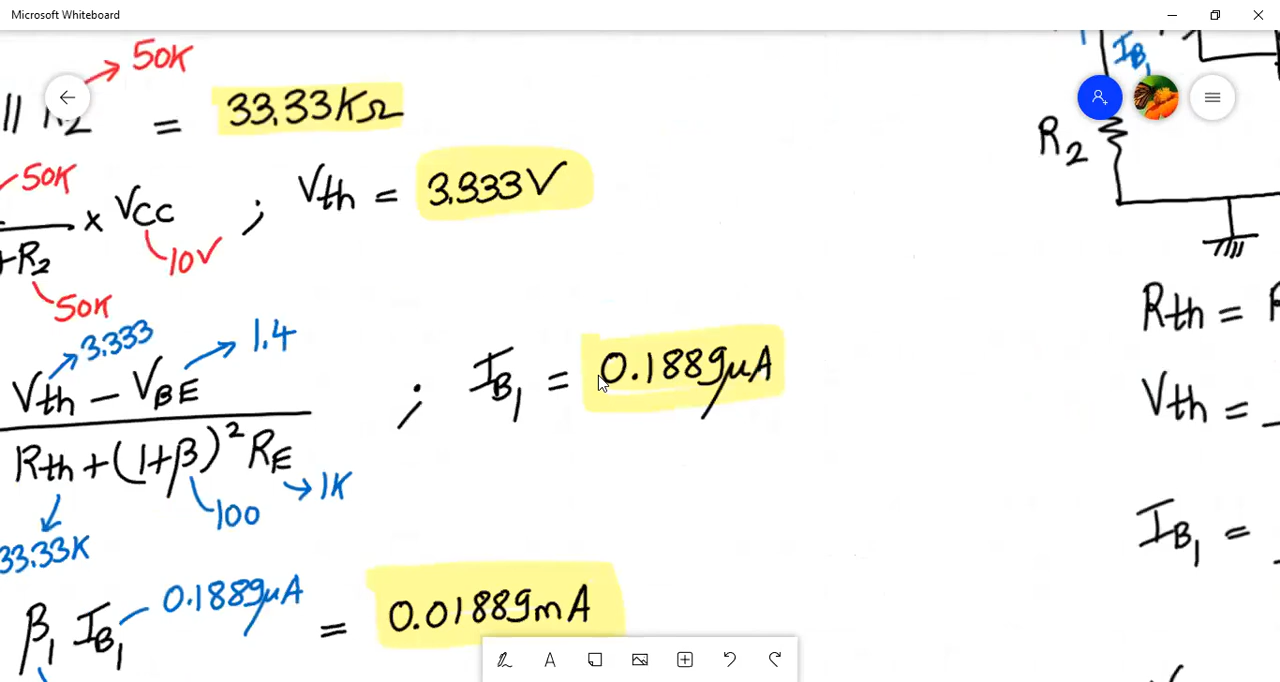 Microsoft Whiteboard
50K
|| R2 = 33.33KΩ
50K
+R2 × VCC ; Vth = 3.333V
10V
50K
3.333
1.4
Vth - VBE
Rth + (1+β)² RE
; IB1 = 0.1889μA
1K
100
33.33K
β1 IB1 = 0.01889mA
0.1889μA
IB1
R2
Rth =
Vth =
IB1 =